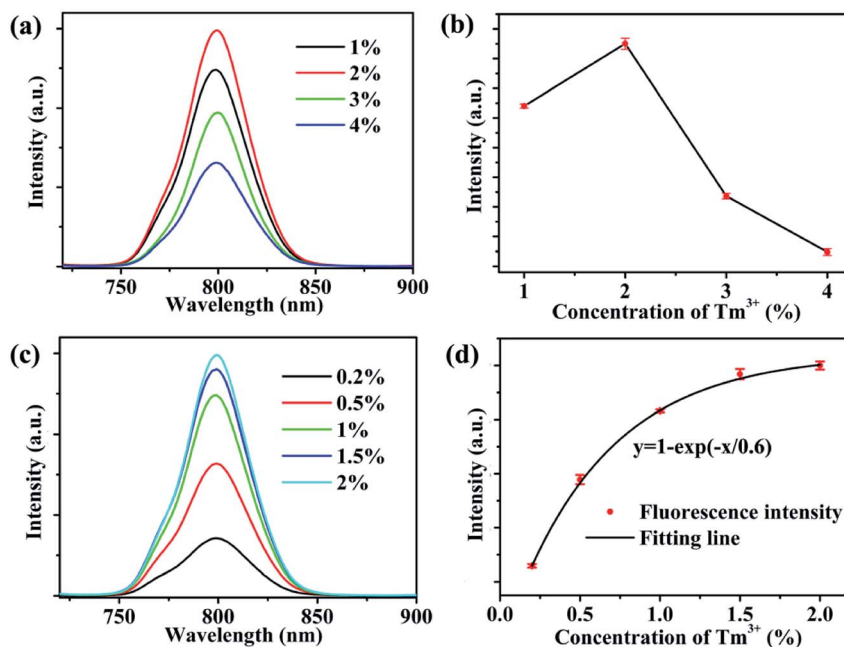 (a)
1%
2%
3%
4%
Intensity (a.u.)
750 800 850 900
Wavelength (nm)
(b)
Intensity (a.u.)
1 2 3 4
Concentration of Tm³⁺ (%)
(c)
0.2%
0.5%
1%
1.5%
2%
Intensity (a.u.)
750 800 850 900
Wavelength (nm)
(d)
y=1-exp(-x/0.6)
Fluorescence intensity
Fitting line
Intensity (a.u.)
0.0 0.5 1.0 1.5 2.0
Concentration of Tm³⁺ (%)